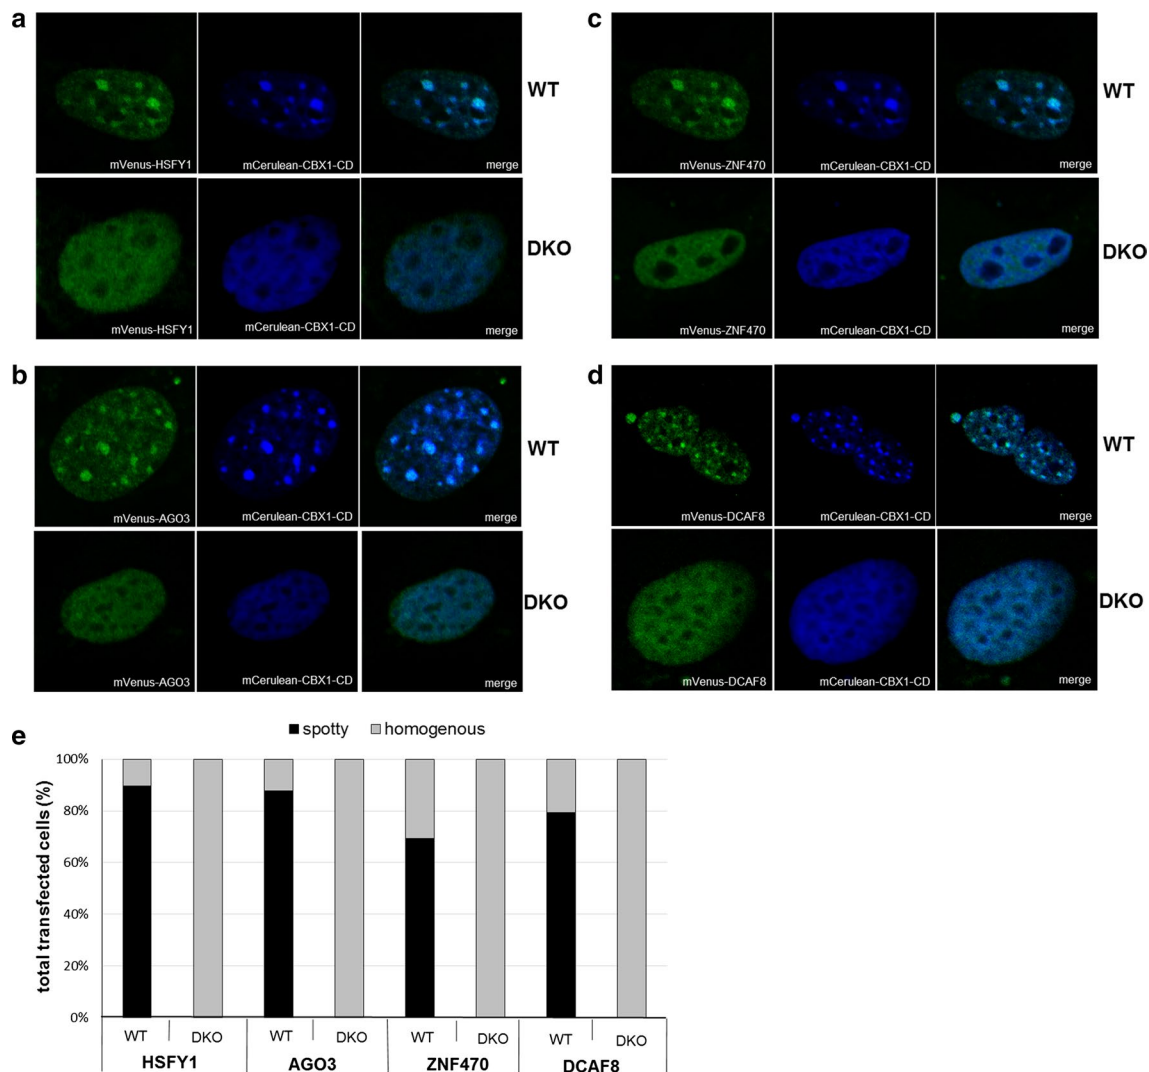 a
WT
mVenus-HSFY1 mCerulean-CBX1-CD merge
DKO
mVenus-HSFY1 mCerulean-CBX1-CD merge
b
WT
mVenus-AGO3 mCerulean-CBX1-CD merge
DKO
mVenus-AGO3 mCerulean-CBX1-CD merge
c
WT
mVenus-ZNF470 mCerulean-CBX1-CD merge
DKO
mVenus-ZNF470 mCerulean-CBX1-CD merge
d
WT
mVenus-DCAF8 mCerulean-CBX1-CD merge
DKO
mVenus-DCAF8 mCerulean-CBX1-CD merge
e
spotty homogenous
total transfected cells (%)
100%
80%
60%
40%
20%
0%
WT DKO WT DKO WT DKO WT DKO
HSFY1 AGO3 ZNF470 DCAF8